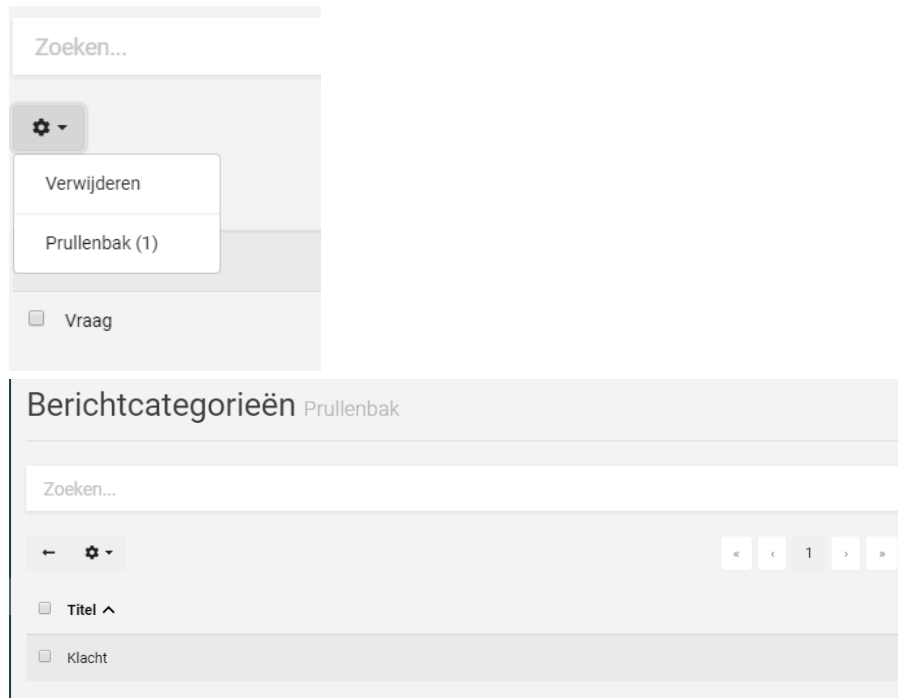 Zoeken...
Verwijderen
Prullenbak (1)
Vraag
Berichtcategorieën Prullenbak
Zoeken...
« ‹ 1 › »
Titel
Klacht